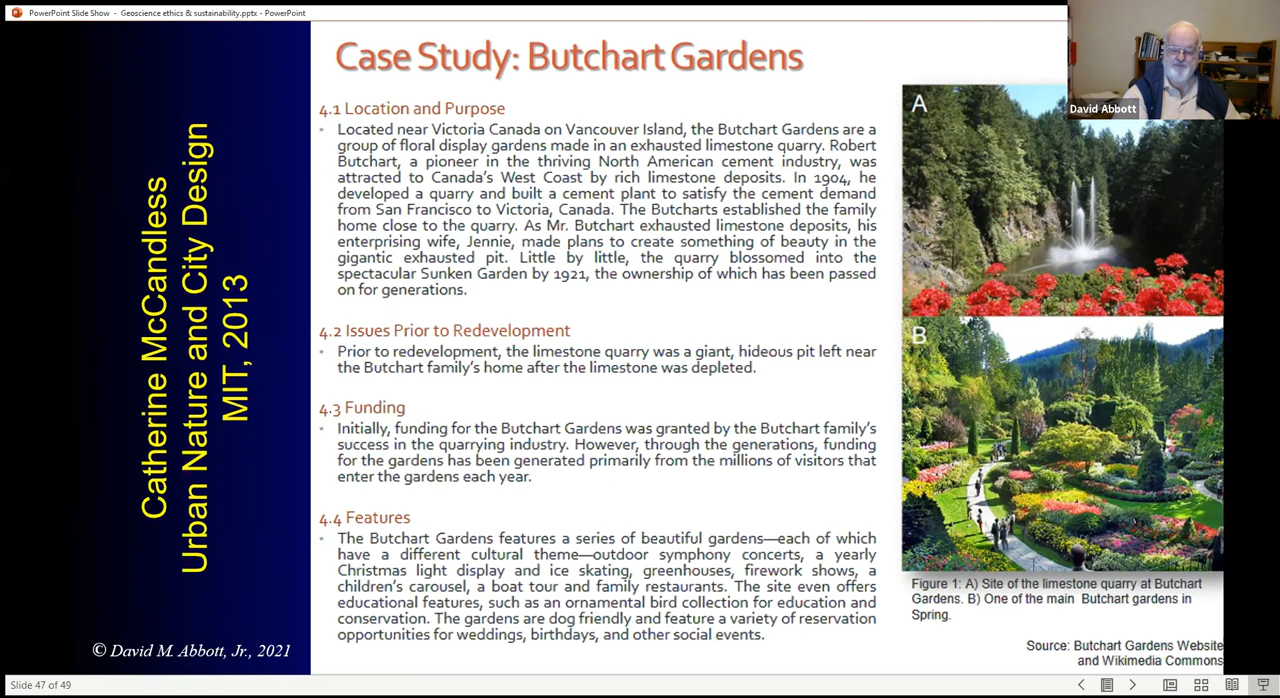 PowerPoint Slide Show - Geoscience ethics & sustainability.pptx - PowerPoint
Catherine McCandless
Urban Nature and City Design
MIT, 2013
© David M. Abbott, Jr., 2021
Case Study: Butchart Gardens
4.1 Location and Purpose
• Located near Victoria Canada on Vancouver Island, the Butchart Gardens are a
group of floral display gardens made in an exhausted limestone quarry. Robert
Butchart, a pioneer in the thriving North American cement industry, was
attracted to Canada's West Coast by rich limestone deposits. In 1904, he
developed a quarry and built a cement plant to satisfy the cement demand
from San Francisco to Victoria, Canada. The Butcharts established the family
home close to the quarry. As Mr. Butchart exhausted limestone deposits, his
enterprising wife, Jennie, made plans to create something of beauty in the
gigantic exhausted pit. Little by little, the quarry blossomed into the
spectacular Sunken Garden by 1921, the ownership of which has been passed
on for generations.
4.2 Issues Prior to Redevelopment
• Prior to redevelopment, the limestone quarry was a giant, hideous pit left near
the Butchart family's home after the limestone was depleted.
4.3 Funding
• Initially, funding for the Butchart Gardens was granted by the Butchart family's
success in the quarrying industry. However, through the generations, funding
for the gardens has been generated primarily from the millions of visitors that
enter the gardens each year.
4.4 Features
• The Butchart Gardens features a series of beautiful gardens—each of which
have a different cultural theme—outdoor symphony concerts, a yearly
Christmas light display and ice skating, greenhouses, firework shows, a
children's carousel, a boat tour and family restaurants. The site even offers
educational features, such as an ornamental bird collection for education and
conservation. The gardens are dog friendly and feature a variety of reservation
opportunities for weddings, birthdays, and other social events.
David Abbott
A
B
Figure 1: A) Site of the limestone quarry at Butchart
Gardens. B) One of the main Butchart gardens in
Spring.
Source: Butchart Gardens Website
and Wikimedia Commons
Slide 47 of 49